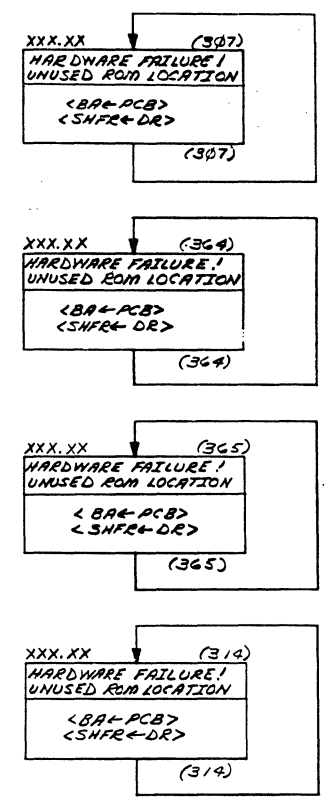 XXX.XX (3Ø7)
HARDWARE FAILURE!
UNUSED ROM LOCATION
<BA←PCB>
<SHFR←DR>
(3Ø7)
XXX.XX (364)
HARDWARE FAILURE!
UNUSED ROM LOCATION
<BA←PCB>
<SHFR←DR>
(364)
XXX.XX (365)
HARDWARE FAILURE!
UNUSED ROM LOCATION
<BA←PCB>
<SHFR←DR>
(365)
XXX.XX (314)
HARDWARE FAILURE!
UNUSED ROM LOCATION
<BA←PCB>
<SHFR←DR>
(314)